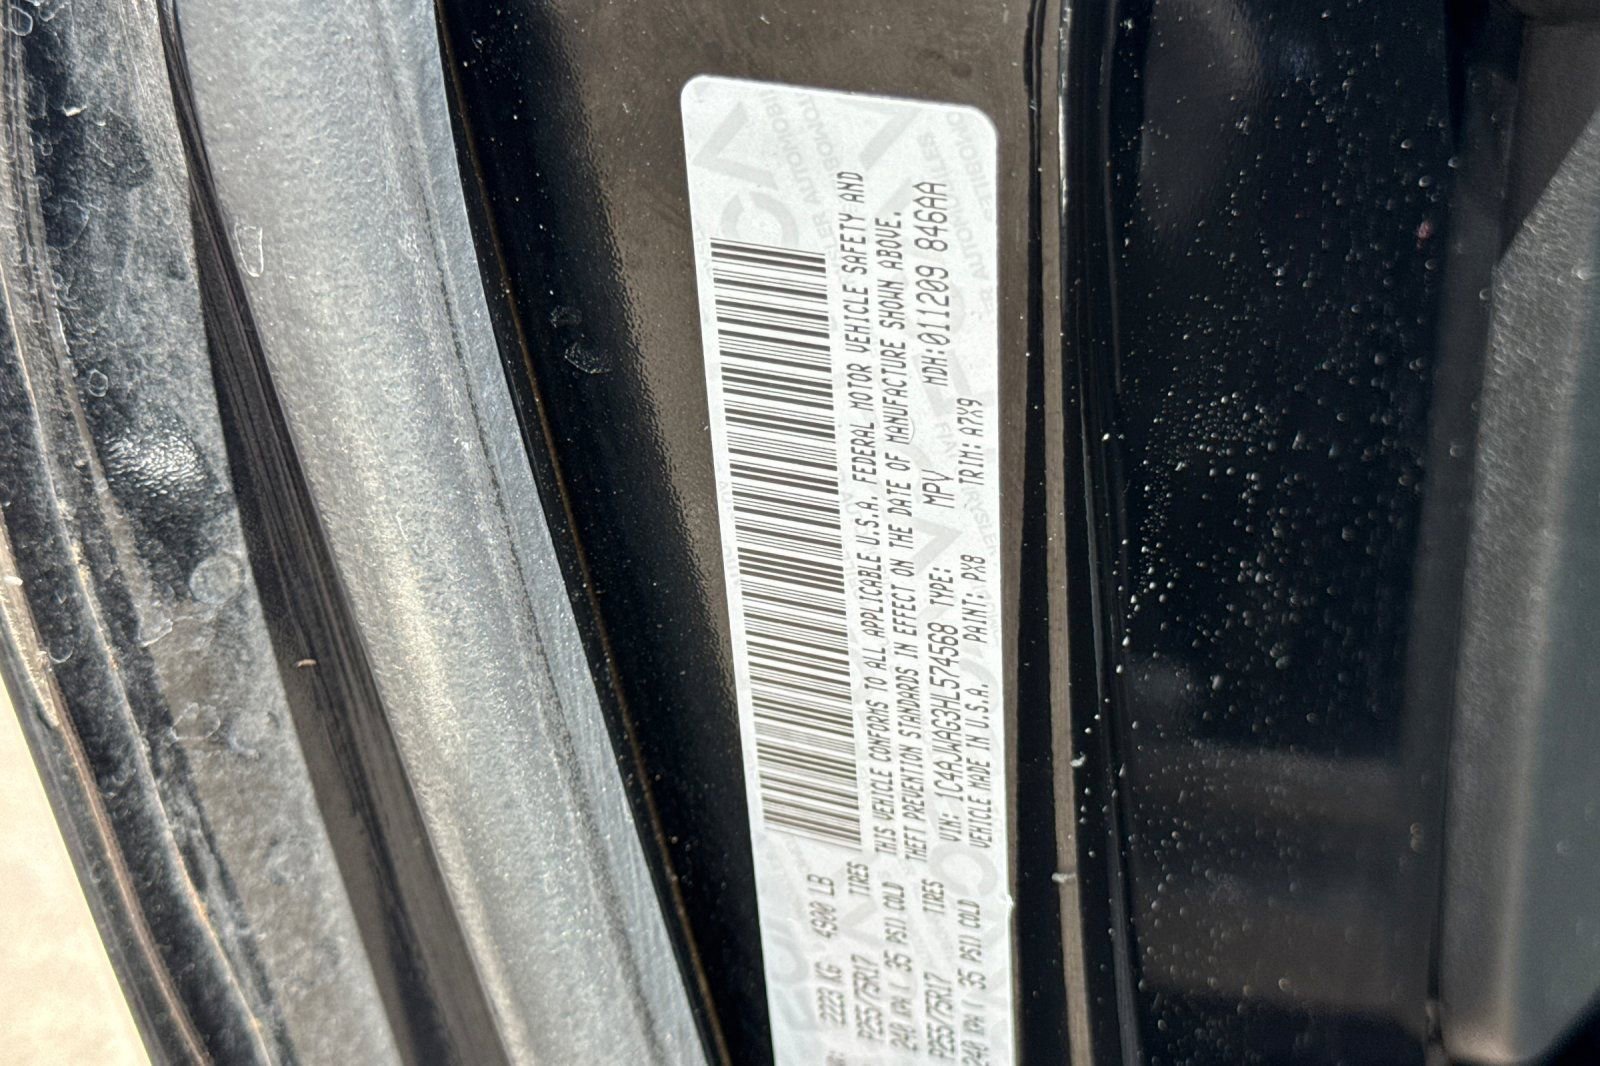 2223 KG 4900 LB
P255/75R17 TIRES
240 KPA( 35 PSI) COLD
P255/75R17 TIRES
240 KPA( 35 PSI) COLD
THIS VEHICLE CONFORMS TO ALL APPLICABLE U.S.A. FEDERAL MOTOR VEHICLE SAFETY AND
THEFT PREVENTION STANDARDS IN EFFECT ON THE DATE OF MANUFACTURE SHOWN ABOVE.
VIN: 1C4AJWAG3HL574568 TYPE: MPV MDH:011209 846AA
VEHICLE MADE IN U.S.A. PAINT: PX8 TRIM: A7X9